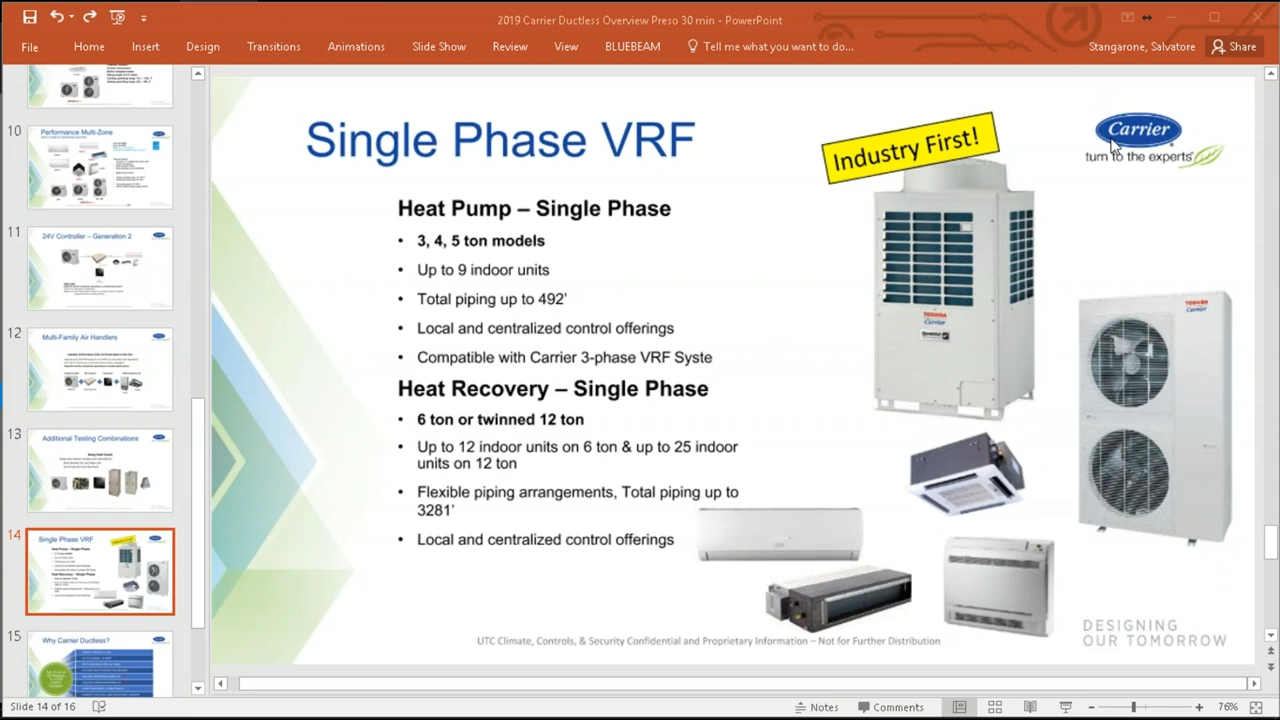 2019 Carrier Ductless Overview Preso 30 min - PowerPoint
File Home Insert Design Transitions Animations Slide Show Review View BLUEBEAM Tell me what you want to do... Stangarone, Salvatore Share
10
Performance Multi-Zone
11
24V Controller – Generation 2
12
Multi-Family Air Handlers
13
Additional Testing Combinations
14
Single Phase VRF
15
Why Carrier Ductless?
Single Phase VRF
Industry First!
Carrier
turn to the experts
Heat Pump – Single Phase
• 3, 4, 5 ton models
• Up to 9 indoor units
• Total piping up to 492’
• Local and centralized control offerings
• Compatible with Carrier 3-phase VRF Syste
Heat Recovery – Single Phase
• 6 ton or twinned 12 ton
• Up to 12 indoor units on 6 ton & up to 25 indoor
units on 12 ton
• Flexible piping arrangements, Total piping up to
3281’
• Local and centralized control offerings
TOSHIBA
Carrier
TOSHIBA
Carrier
UTC Climate, Controls, & Security Confidential and Proprietary Information – Not for Further Distribution
DESIGNING
OUR TOMORROW
Slide 14 of 16 Notes Comments 76%